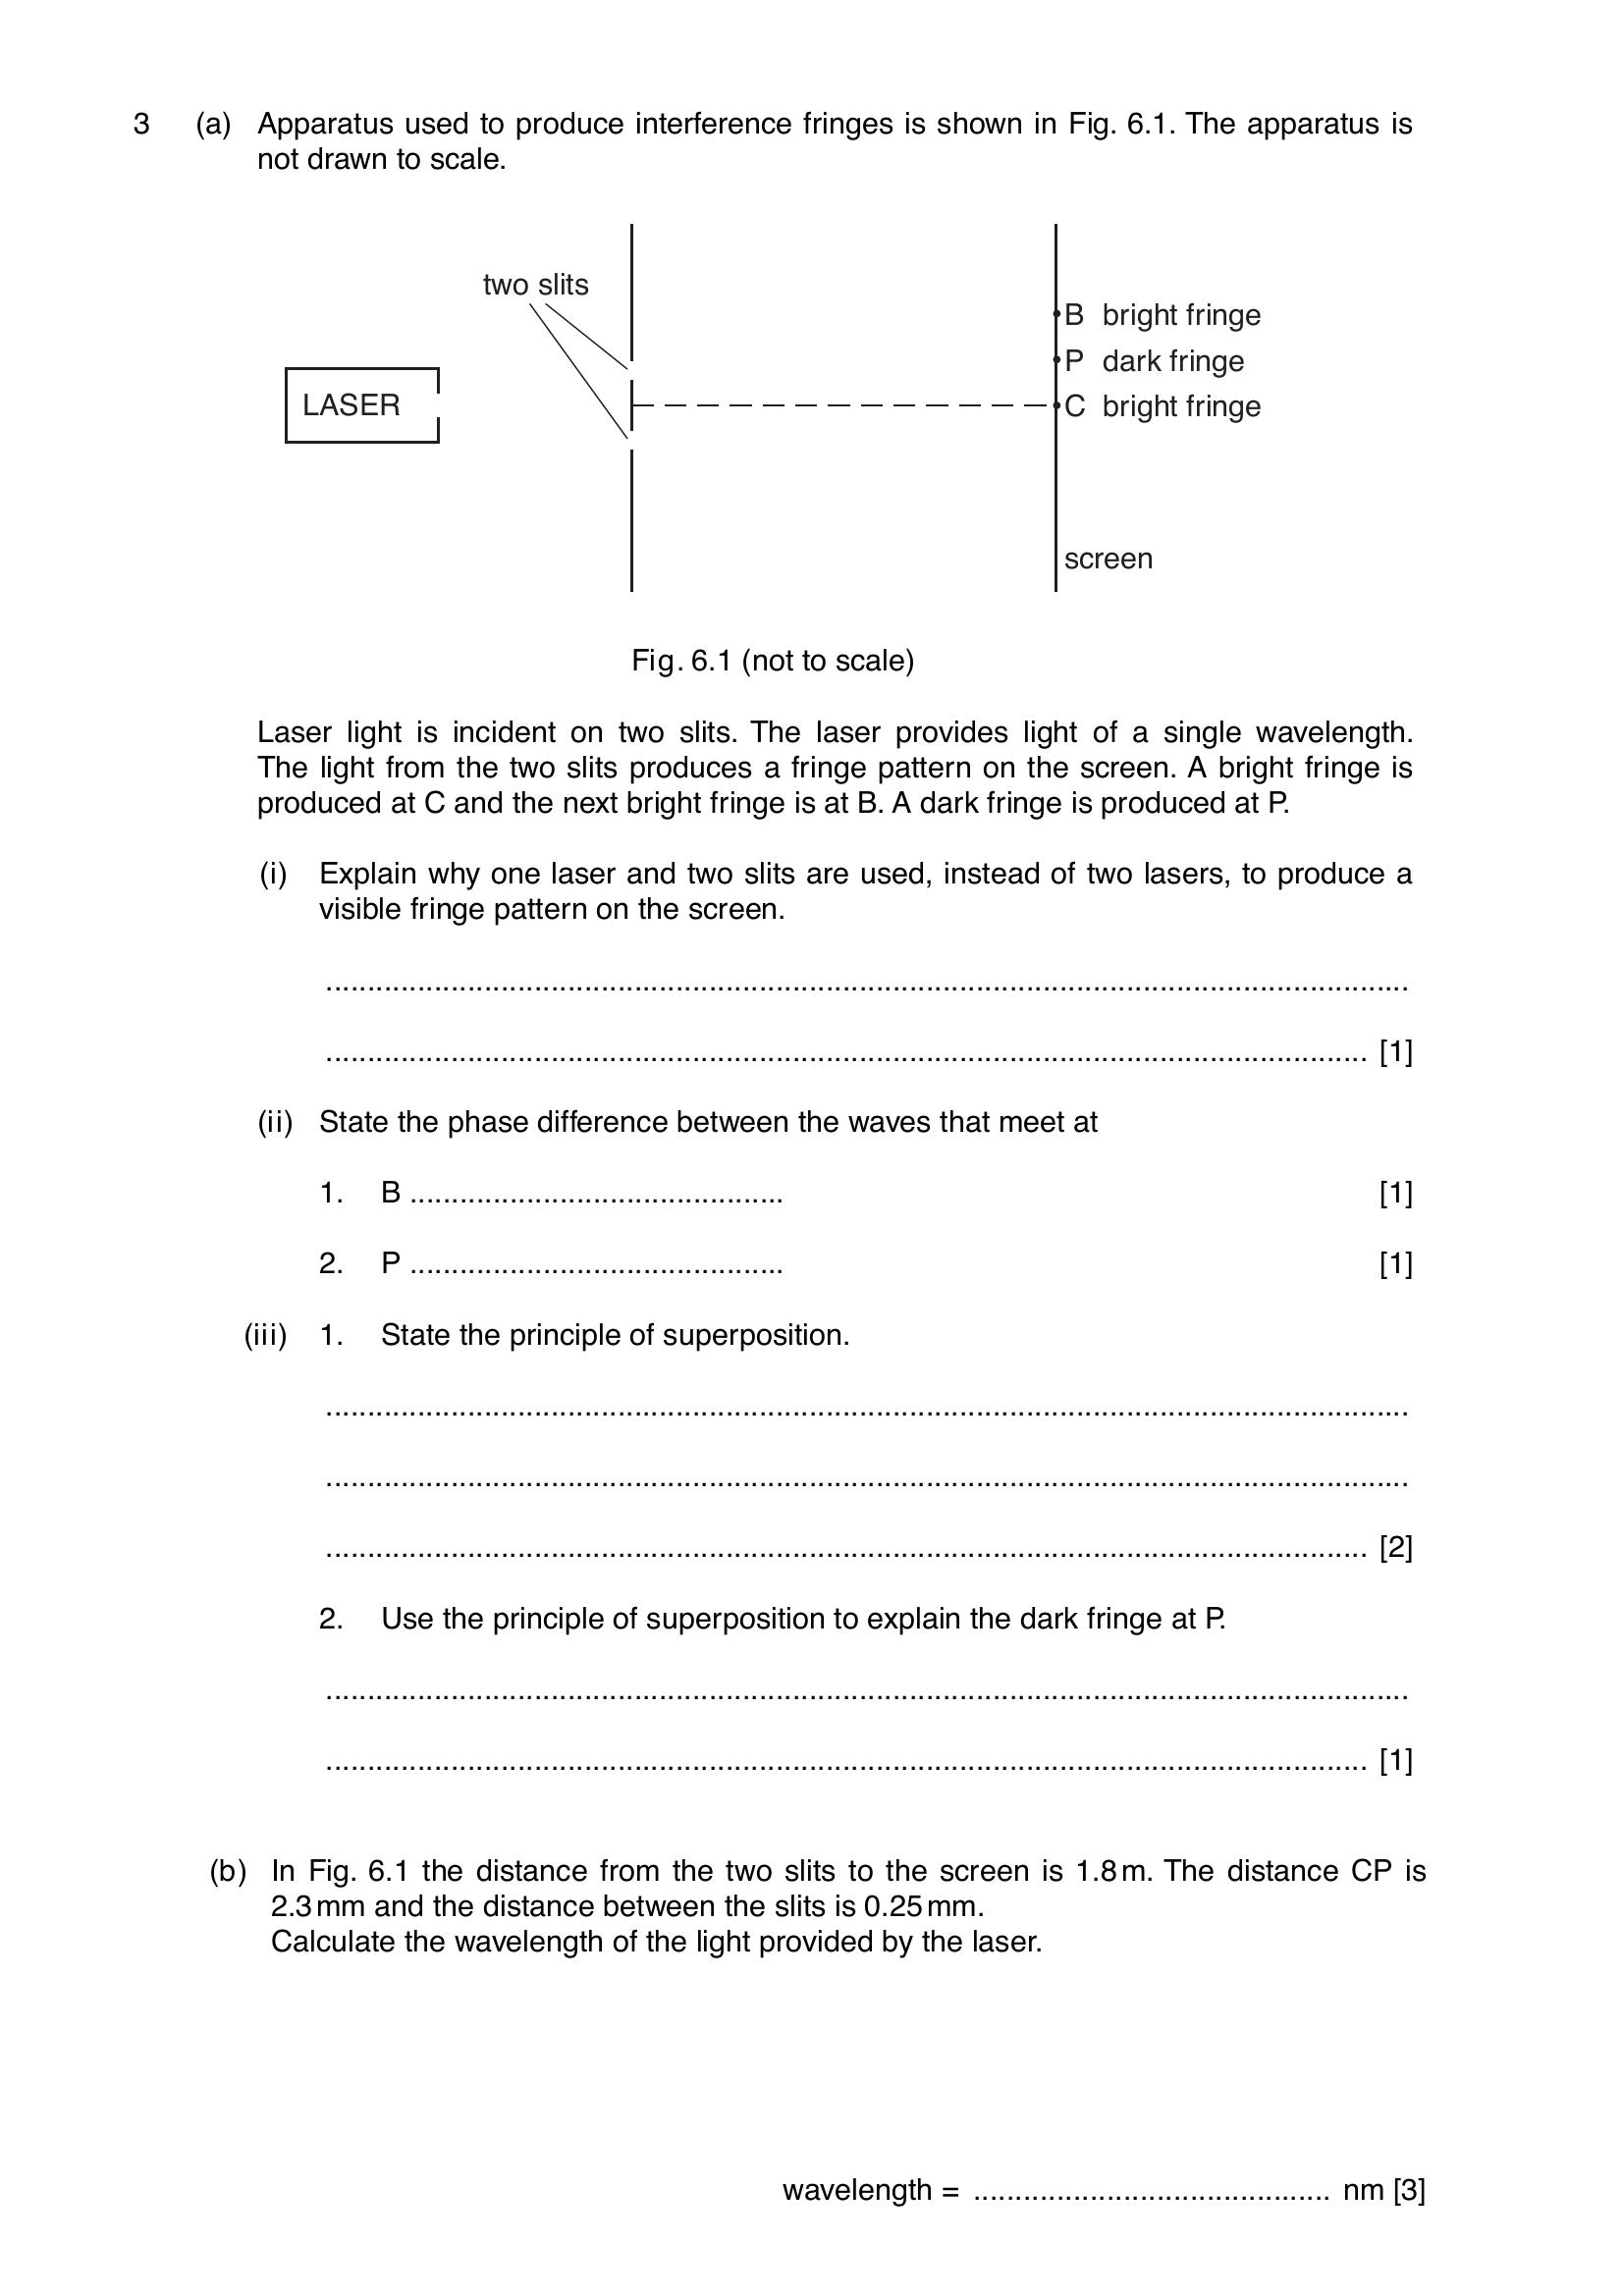 3 (a) Apparatus used to produce interference fringes is shown in Fig. 6.1. The apparatus is
not drawn to scale.
two slits
LASER
B bright fringe
P dark fringe
C bright fringe
screen
Fig. 6.1 (not to scale)
Laser light is incident on two slits. The laser provides light of a single wavelength.
The light from the two slits produces a fringe pattern on the screen. A bright fringe is
produced at C and the next bright fringe is at B. A dark fringe is produced at P.
(i) Explain why one laser and two slits are used, instead of two lasers, to produce a
visible fringe pattern on the screen.
..........................................................................................................................
...................................................................................................................... [1]
(ii) State the phase difference between the waves that meet at
1. B ............................................. [1]
2. P ............................................. [1]
(iii) 1. State the principle of superposition.
..........................................................................................................................
..........................................................................................................................
...................................................................................................................... [2]
2. Use the principle of superposition to explain the dark fringe at P.
..........................................................................................................................
...................................................................................................................... [1]
(b) In Fig. 6.1 the distance from the two slits to the screen is 1.8 m. The distance CP is
2.3 mm and the distance between the slits is 0.25 mm.
Calculate the wavelength of the light provided by the laser.
wavelength = ........................................... nm [3]